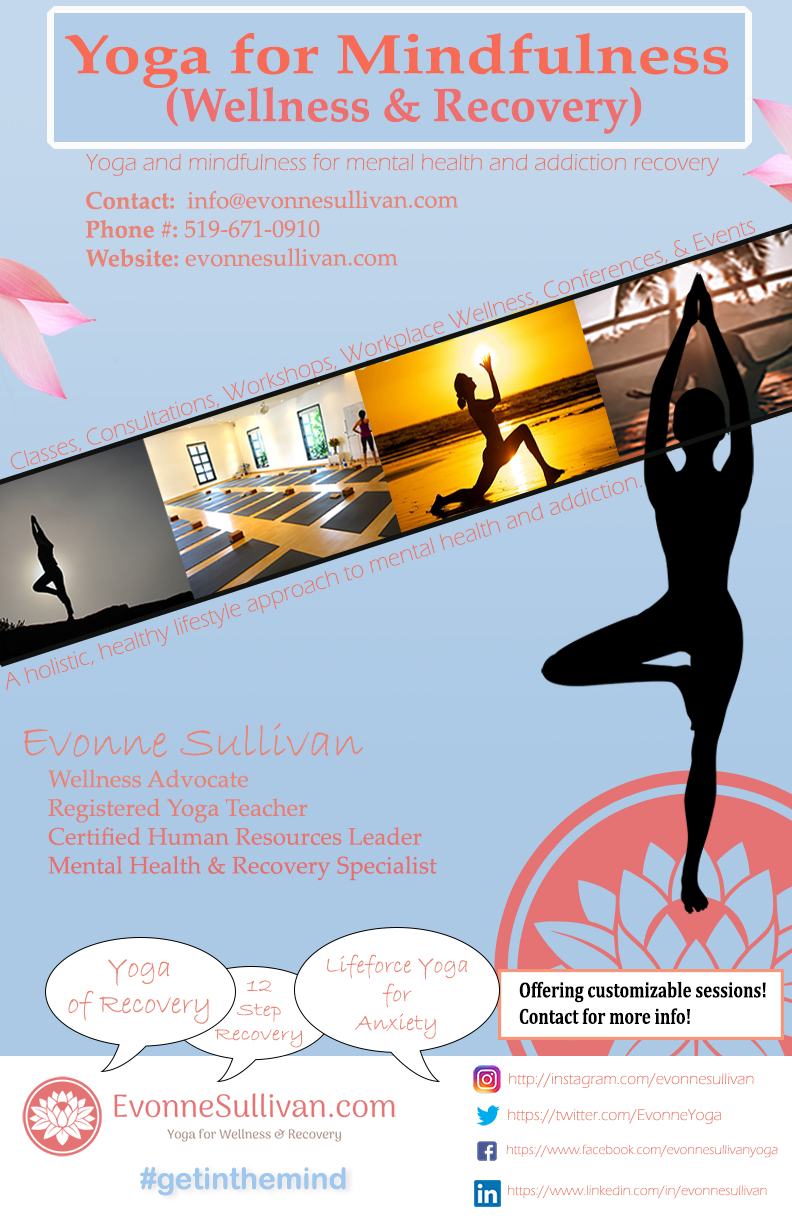 Yoga for Mindfulness
(Wellness & Recovery)
Yoga and mindfulness for mental health and addiction recovery
Contact: info@evonnesullivan.com
Phone #: 519-671-0910
Website: evonnesullivan.com
Classes, Consultations, Workshops, Workplace Wellness, Conferences, & Events
A holistic, healthy lifestyle approach to mental health and addiction.
Evonne Sullivan
Wellness Advocate
Registered Yoga Teacher
Certified Human Resources Leader
Mental Health & Recovery Specialist
Yoga
of Recovery
12
Step
Recovery
Lifeforce Yoga
for
Anxiety
Offering customizable sessions!
Contact for more info!
EvonneSullivan.com
Yoga for Wellness & Recovery
#getinthemind
http://instagram.com/evonnesullivan
https://twitter.com/EvonneYoga
https://www.facebook.com/evonnesullivanyoga
https://www.linkedin.com/in/evonnesullivan